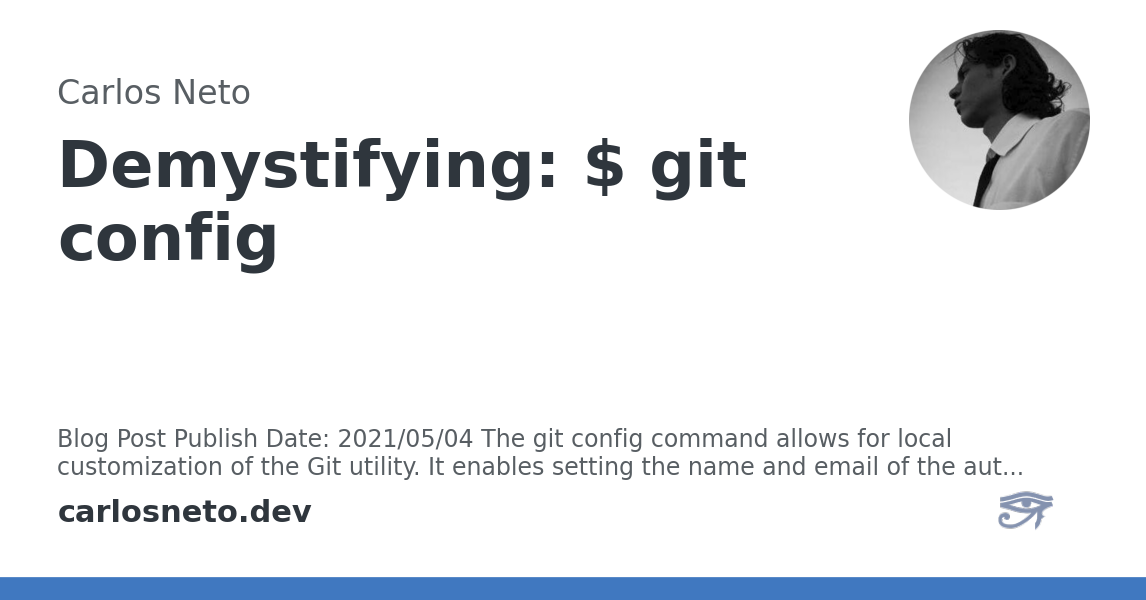 Carlos Neto
Demystifying: $ git
config
Blog Post Publish Date: 2021/05/04 The git config command allows for local
customization of the Git utility. It enables setting the name and email of the aut...
carlosneto.dev